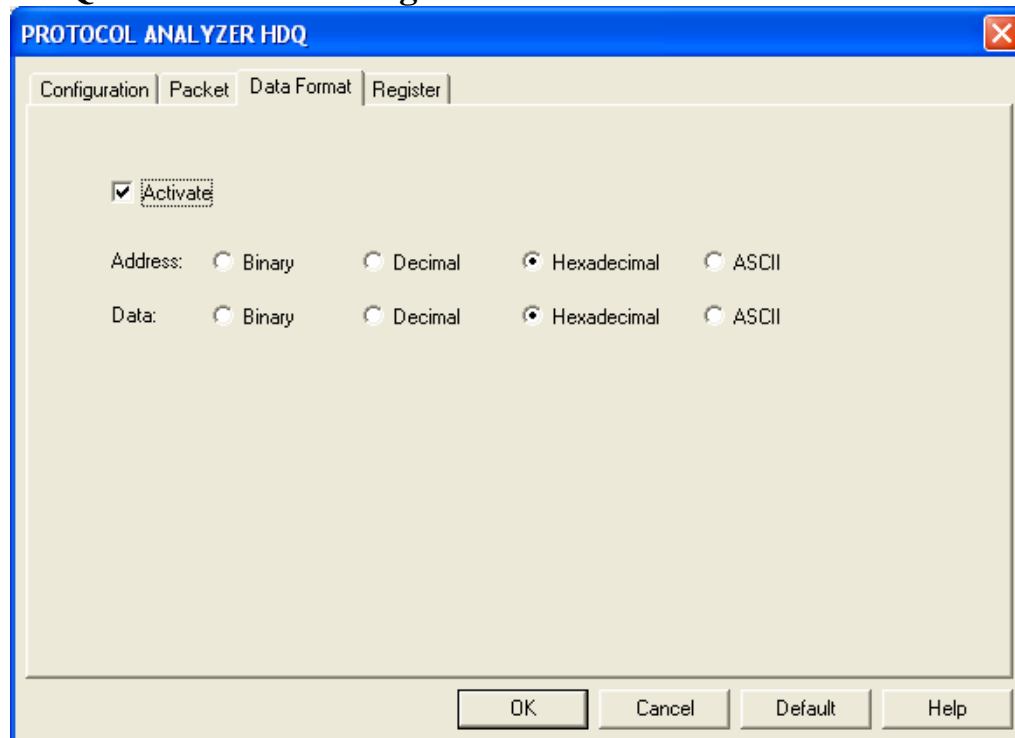 PROTOCOL ANALYZER HDQ
Configuration Packet Data Format Register
Activate
Address: Binary Decimal Hexadecimal ASCII
Data: Binary Decimal Hexadecimal ASCII
OK Cancel Default Help